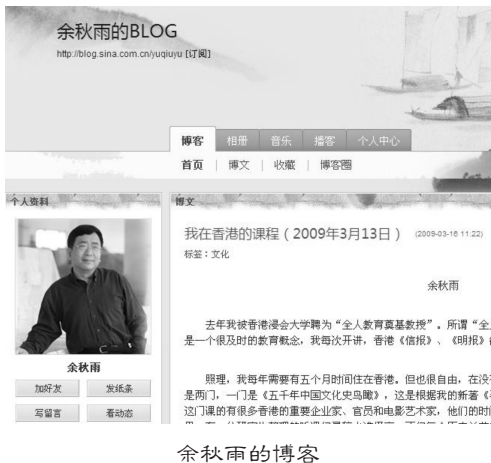 余秋雨的BLOG
http://blog.sina.com.cn/yuqiuyu [订阅]
博客 相册 音乐 播客 个人中心
首页 | 博文 | 收藏 | 博客圈
个人资料
博文
我在香港的课程（2009年3月13日） (2009-03-16 11:22)
标签：文化
余秋雨
去年我被香港浸会大学聘为“全人教育奠基教授”。所谓“全
是一个很及时的教育概念，我每次开讲，香港《信报》、《明报》
照理，我每年需要有五个月时间住在香港。但也很自由，在没
是两门，一门是《五千年中国文化史鸟瞰》，这是根据我的新著《
这门课的有很多香港的重要企业家、官员和电影艺术家，他们的时
余秋雨
加好友 发纸条
写留言 看动态
余秋雨的博客